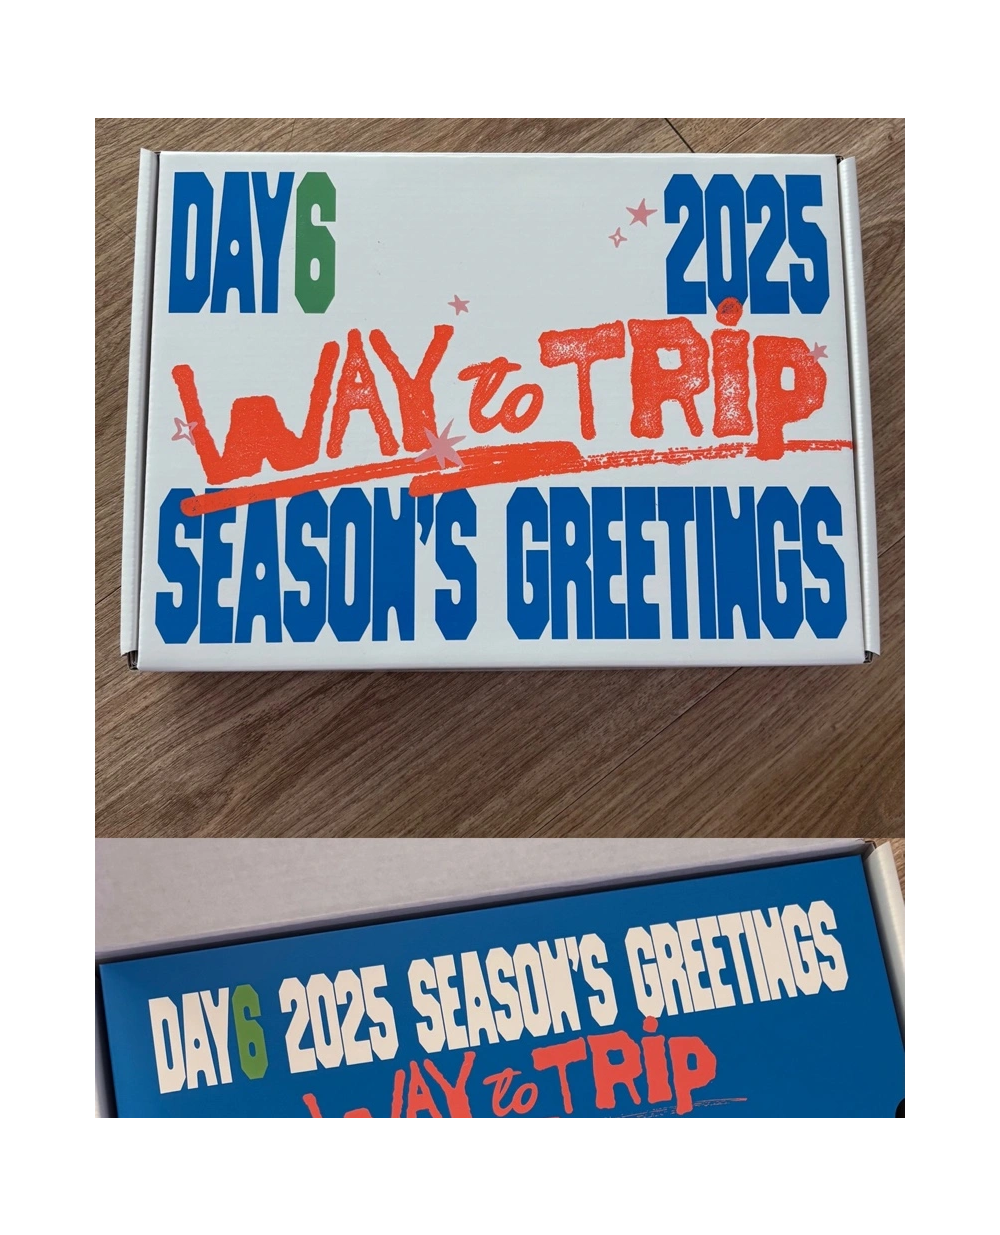 DAY6 2025
WAY to TRIP
SEASON'S GREETINGS
DAY6 2025 SEASON'S GREETINGS
WAY to TRIP